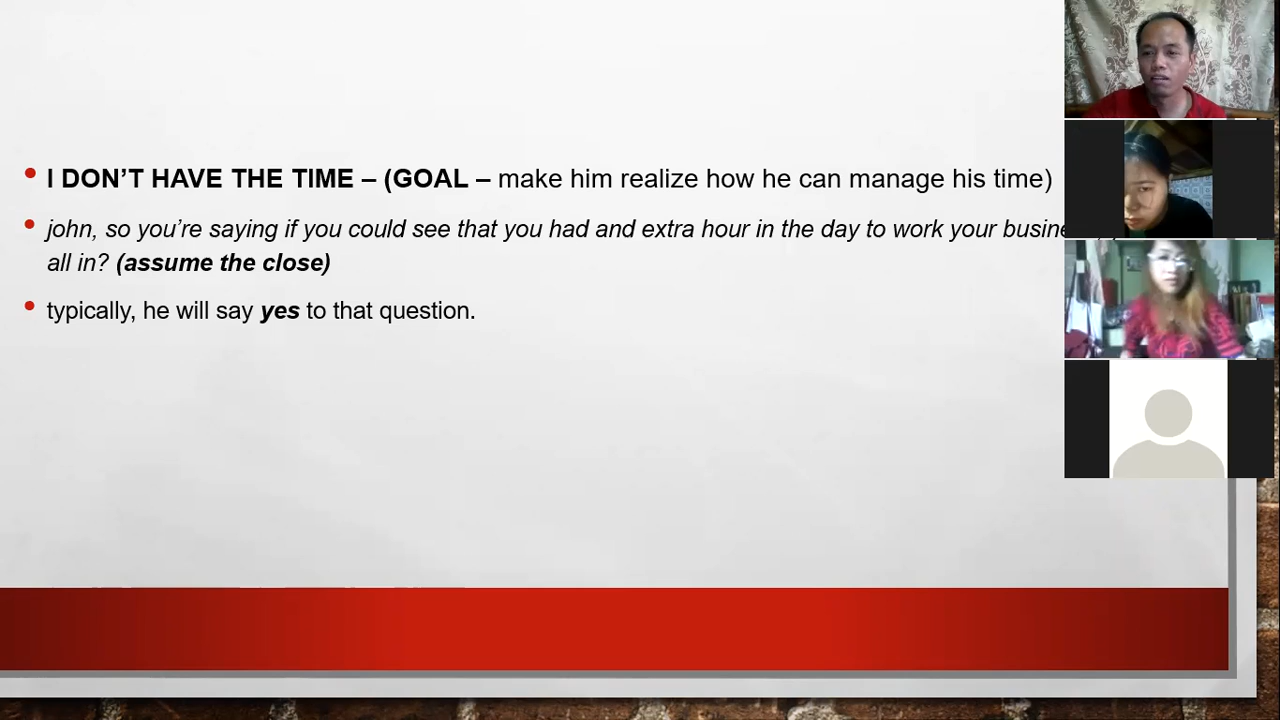 I DON'T HAVE THE TIME – (GOAL – make him realize how he can manage his time)
john, so you're saying if you could see that you had and extra hour in the day to work your
all in? (assume the close)
typically, he will say yes to that question.